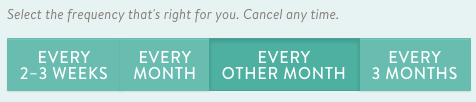 Select the frequency that's right for you. Cancel any time.
EVERY
2–3 WEEKS
EVERY
MONTH
EVERY
OTHER MONTH
EVERY
3 MONTHS